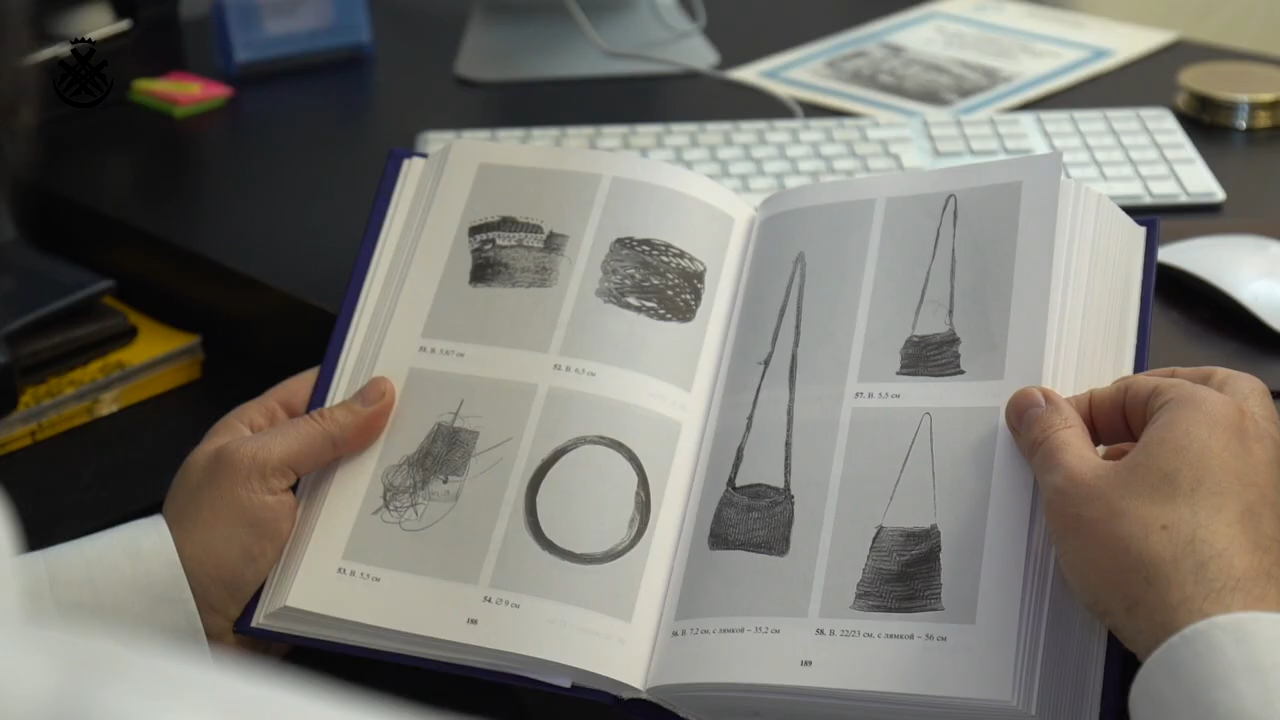 51. В. 5,6/7 см
52. В. 6,5 см
53. В. 5,5 см
54. ∅ 9 см
188
57. В. 5,5 см
56. В. 7,2 см, с лямкой – 35,2 см
58. В. 22/23 см, с лямкой – 56 см
189